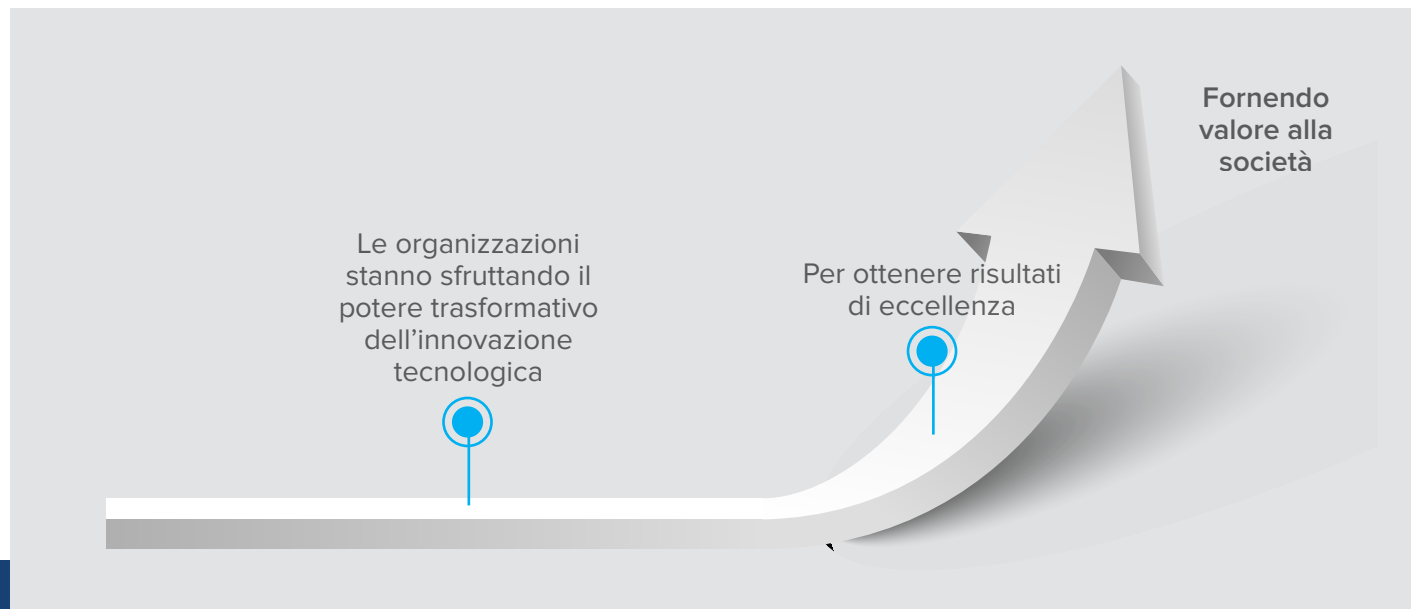 Le organizzazioni
stanno sfruttando il
potere trasformativo
dell’innovazione
tecnologica
Per ottenere risultati
di eccellenza
Fornendo
valore alla
società